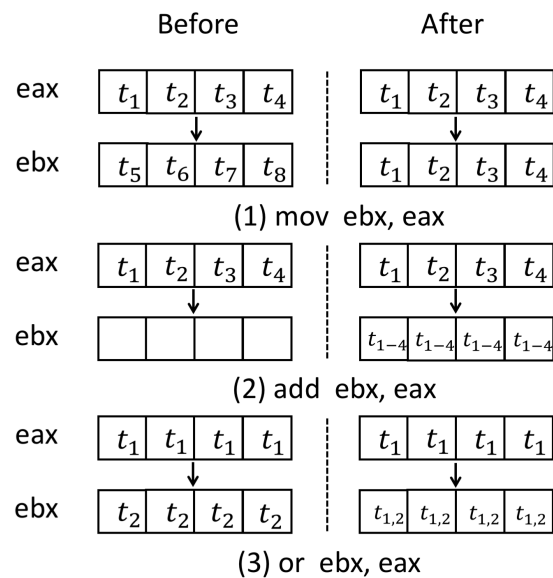 Before After
eax t₁ t₂ t₃ t₄ t₁ t₂ t₃ t₄
ebx t₅ t₆ t₇ t₈ t₁ t₂ t₃ t₄
(1) mov ebx, eax
eax t₁ t₂ t₃ t₄ t₁ t₂ t₃ t₄
ebx t₁₋₄ t₁₋₄ t₁₋₄ t₁₋₄
(2) add ebx, eax
eax t₁ t₁ t₁ t₁ t₁ t₁ t₁ t₁
ebx t₂ t₂ t₂ t₂ t₁,₂ t₁,₂ t₁,₂ t₁,₂
(3) or ebx, eax